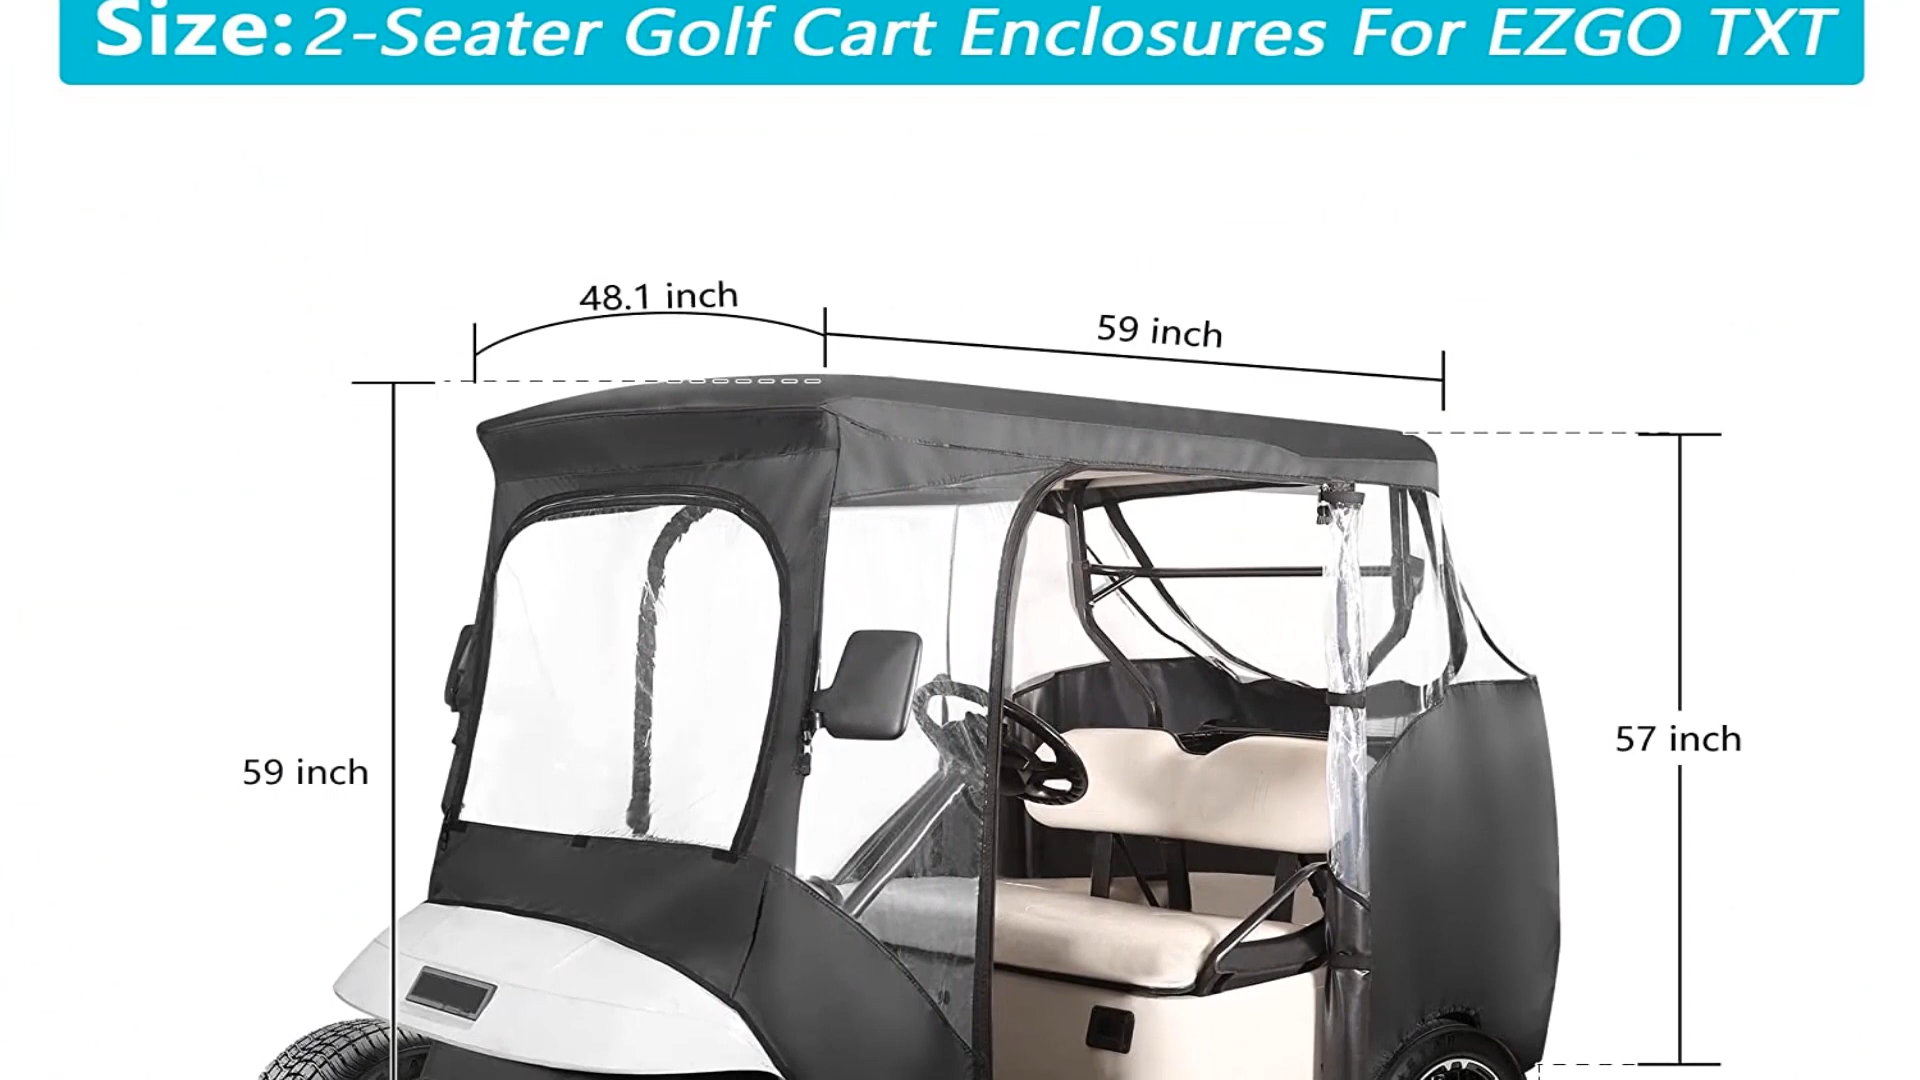 Size: 2-Seater Golf Cart Enclosures For EZGO TXT
48.1 inch
59 inch
59 inch
57 inch